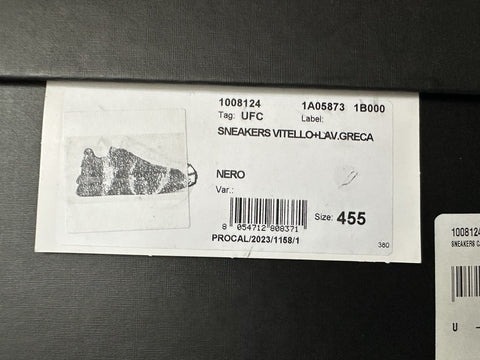 1008124 1A05873 1B000
Tag: UFC Label:
SNEAKERS VITELLO+LAV.GRECA
NERO
Var.:
Size: 455
8 054712 808371
PROCAL/2023/1158/1
380
1008124
SNEAKERS C
U -